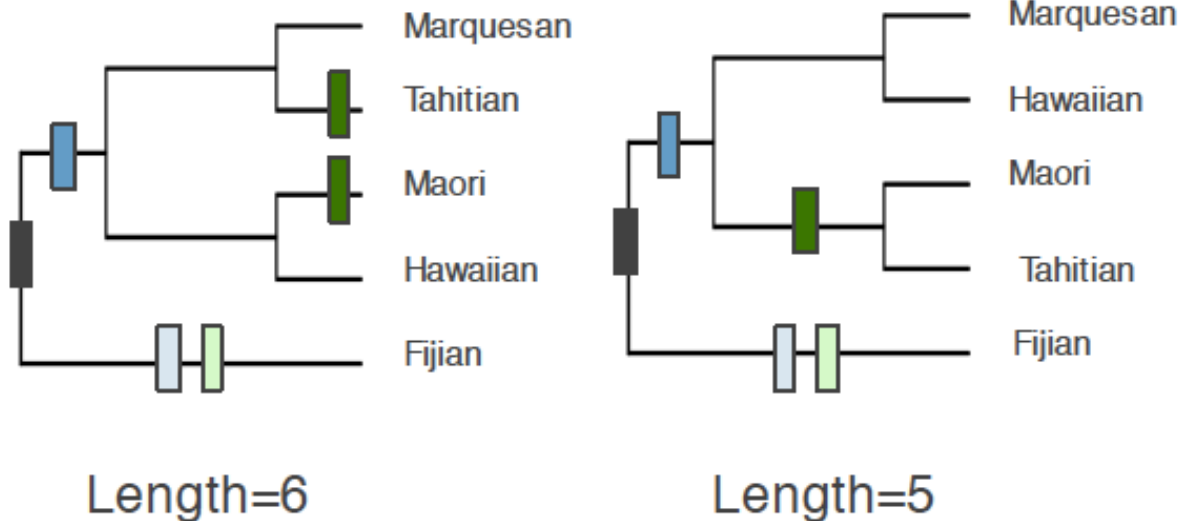 Marquesan
Tahitian
Maori
Hawaiian
Fijian
Length=6
Marquesan
Hawaiian
Maori
Tahitian
Fijian
Length=5